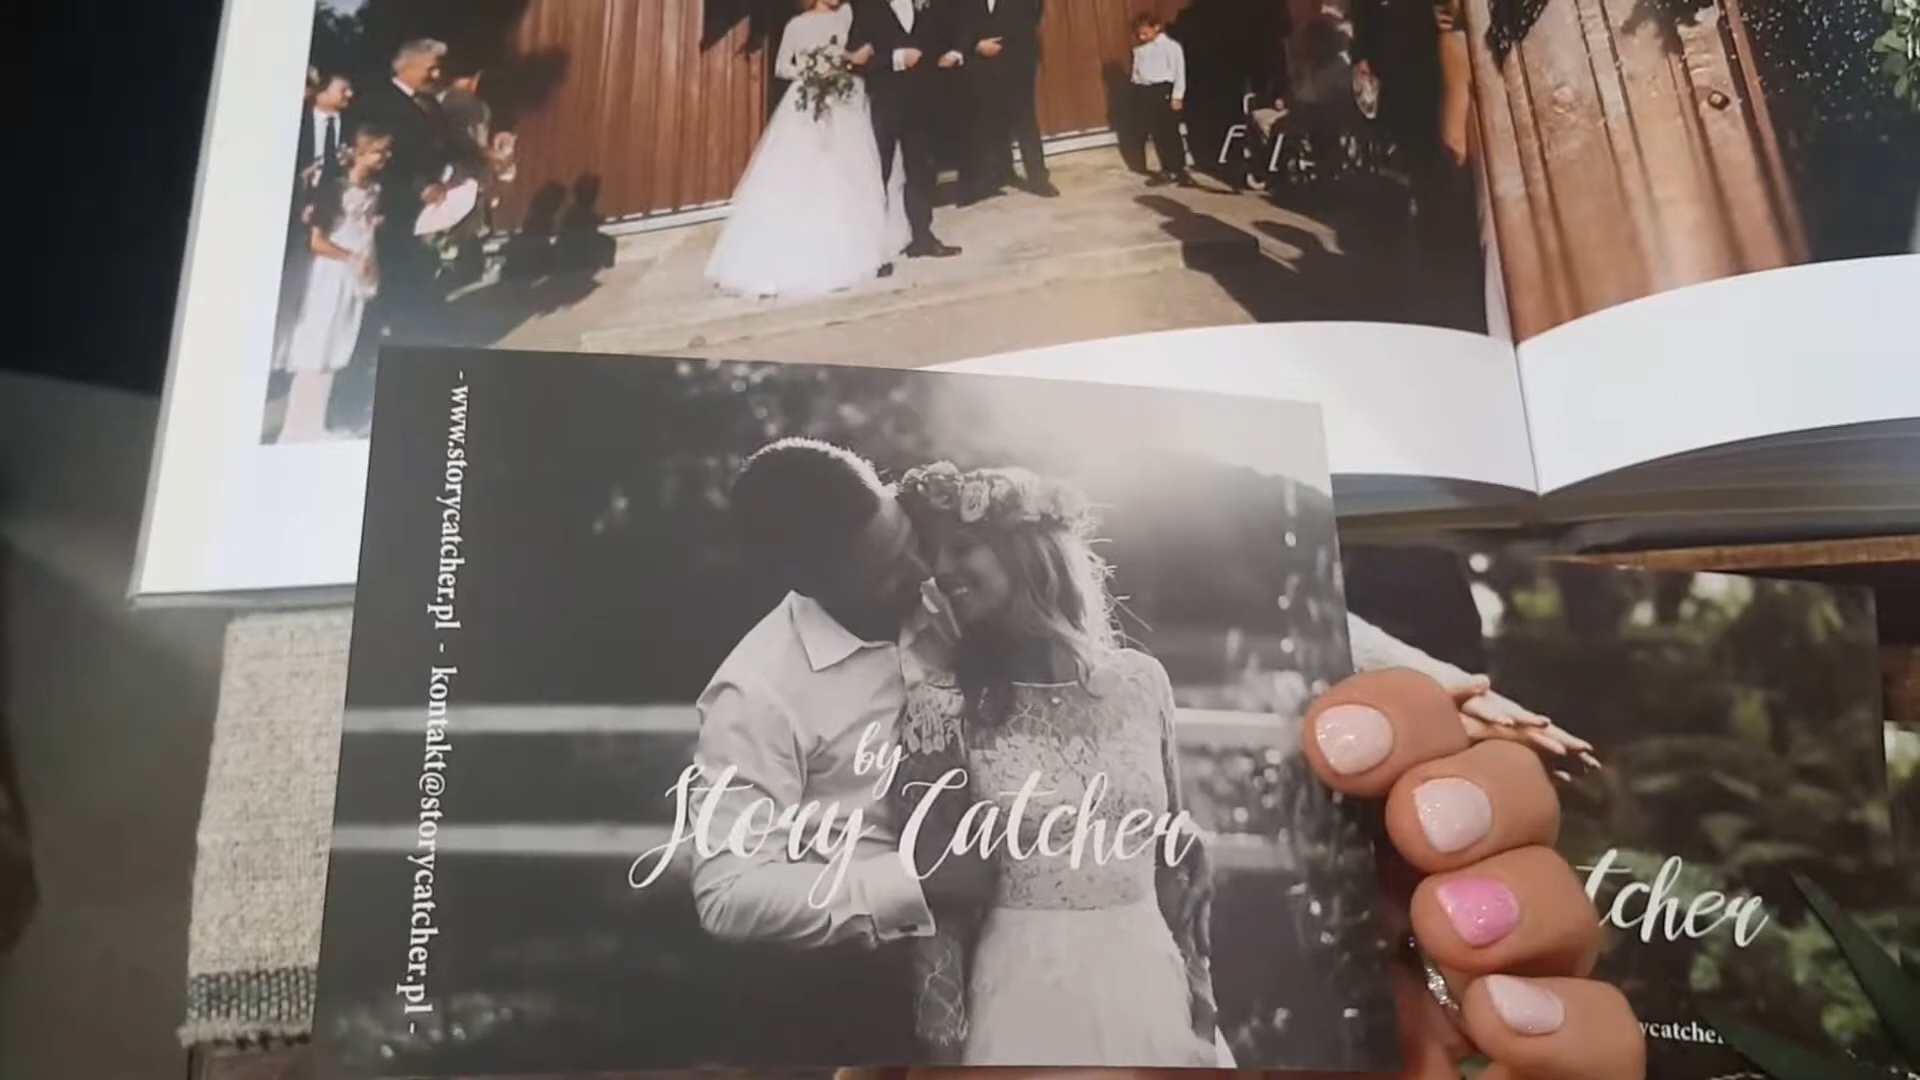 - www.storycatcher.pl - kontakt@storycatcher.pl -
by
Story Catcher
tcher
ycatcher